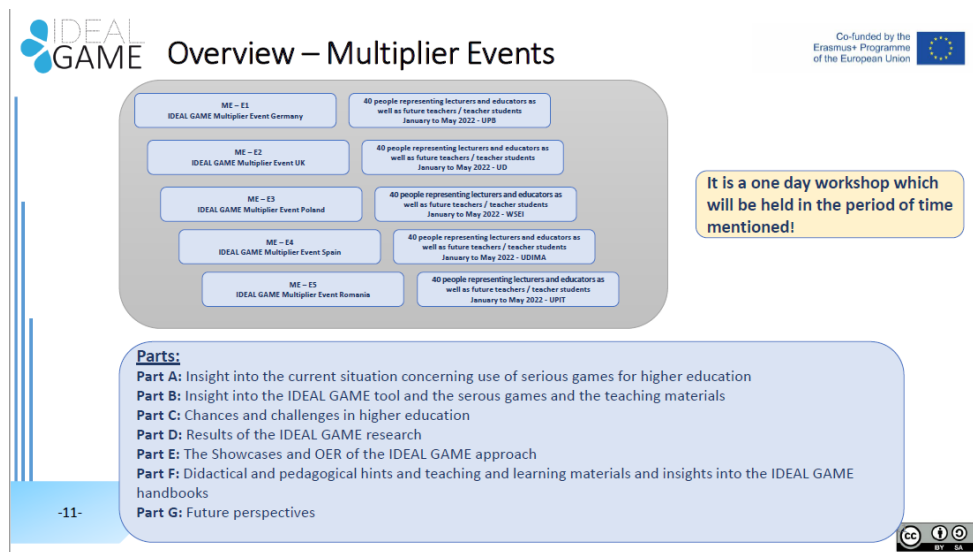 IDEAL
GAME
Overview – Multiplier Events
Co-funded by the
Erasmus+ Programme
of the European Union
ME – E1
IDEAL GAME Multiplier Event Germany
40 people representing lecturers and educators as
well as future teachers / teacher students
January to May 2022 - UPB
ME – E2
IDEAL GAME Multiplier Event UK
40 people representing lecturers and educators as
well as future teachers / teacher students
January to May 2022 - UD
ME – E3
IDEAL GAME Multiplier Event Poland
40 people representing lecturers and educators as
well as future teachers / teacher students
January to May 2022 - WSEI
ME – E4
IDEAL GAME Multiplier Event Spain
40 people representing lecturers and educators as
well as future teachers / teacher students
January to May 2022 - UDIMA
ME – E5
IDEAL GAME Multiplier Event Romania
40 people representing lecturers and educators as
well as future teachers / teacher students
January to May 2022 - UPIT
It is a one day workshop which
will be held in the period of time
mentioned!
Parts:
Part A: Insight into the current situation concerning use of serious games for higher education
Part B: Insight into the IDEAL GAME tool and the serous games and the teaching materials
Part C: Chances and challenges in higher education
Part D: Results of the IDEAL GAME research
Part E: The Showcases and OER of the IDEAL GAME approach
Part F: Didactical and pedagogical hints and teaching and learning materials and insights into the IDEAL GAME
handbooks
Part G: Future perspectives
-11-
cc
BY SA